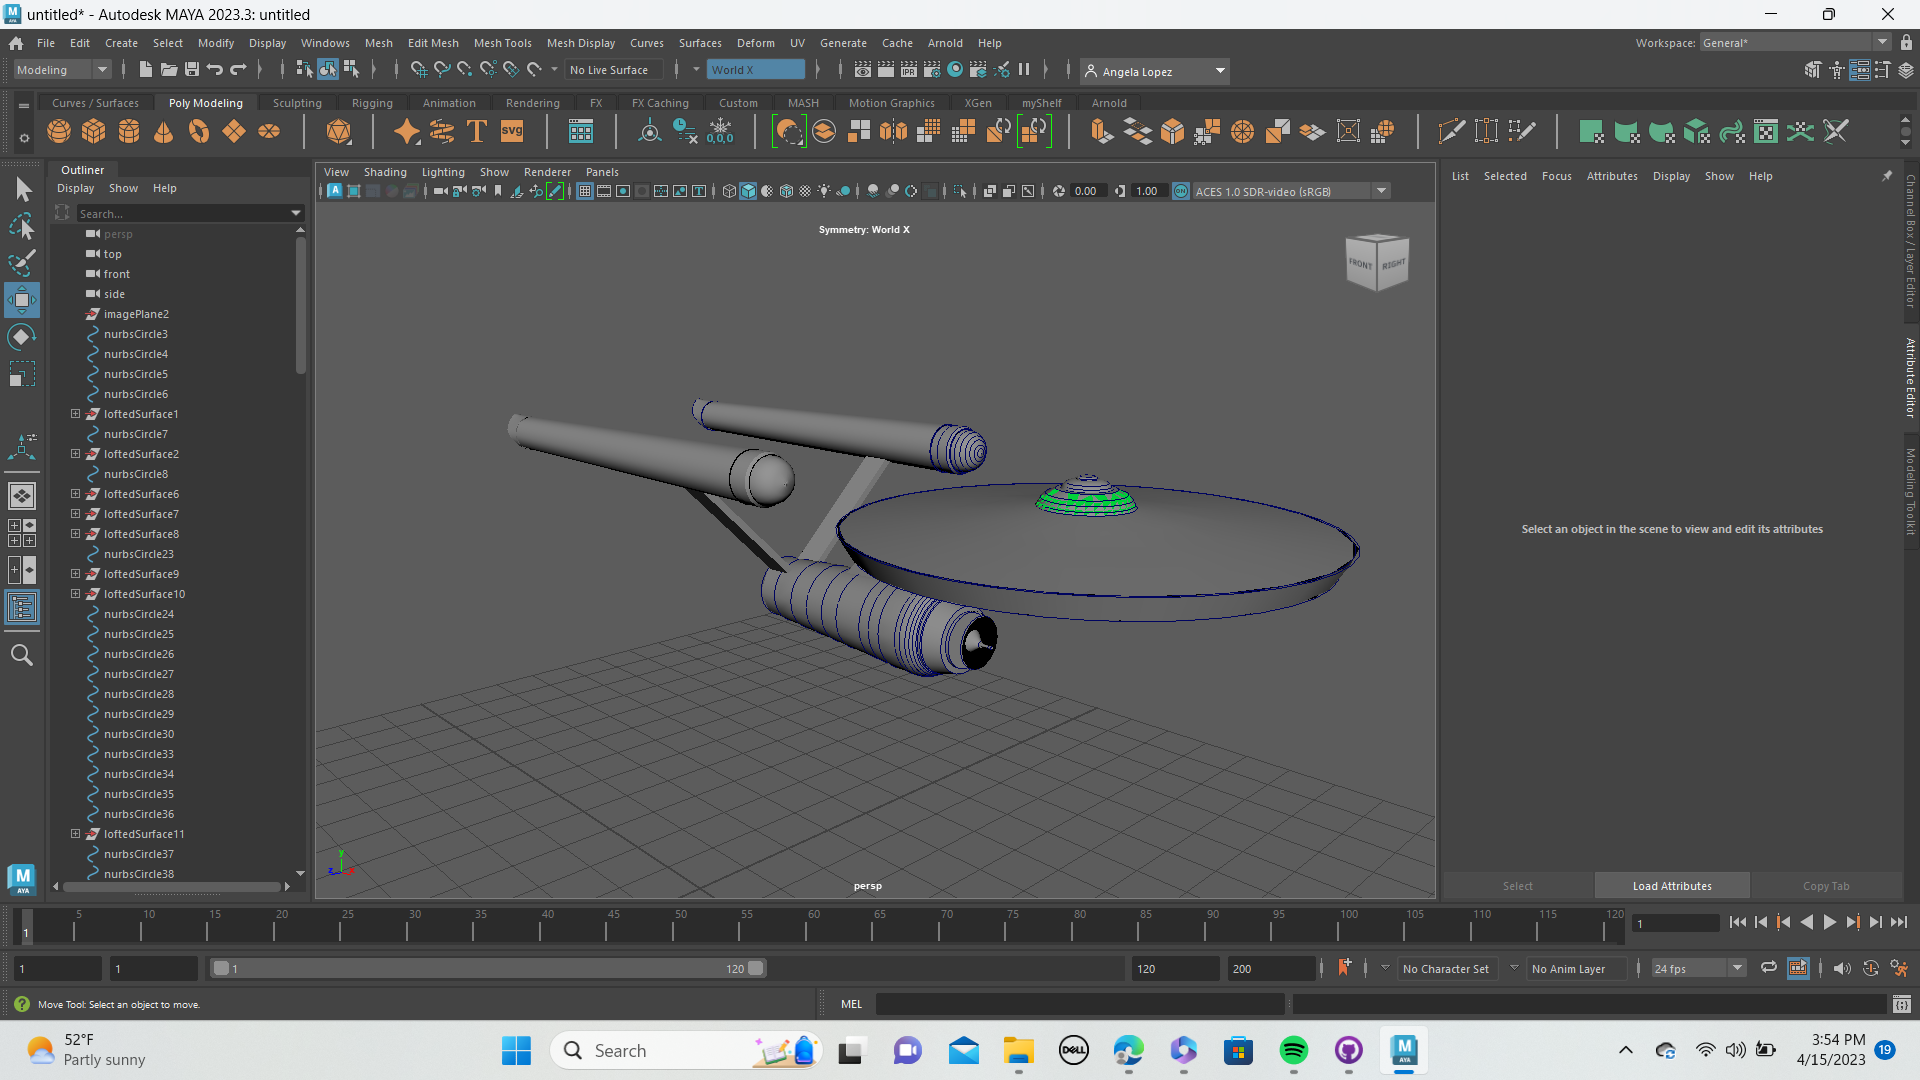 untitled* - Autodesk MAYA 2023.3: untitled
File Edit Create Select Modify Display Windows Mesh Edit Mesh Mesh Tools Mesh Display Curves Surfaces Deform UV Generate Cache Arnold Help
Workspace: General*
Modeling
No Live Surface
World X
IPR
Angela Lopez
Curves / Surfaces Poly Modeling Sculpting Rigging Animation Rendering FX FX Caching Custom MASH Motion Graphics XGen myShelf Arnold
SVG
0,0,0
Outliner
Display Show Help
Search...
persp
top
front
side
imagePlane2
nurbsCircle3
nurbsCircle4
nurbsCircle5
nurbsCircle6
loftedSurface1
nurbsCircle7
loftedSurface2
nurbsCircle8
loftedSurface6
loftedSurface7
loftedSurface8
nurbsCircle23
loftedSurface9
loftedSurface10
nurbsCircle24
nurbsCircle25
nurbsCircle26
nurbsCircle27
nurbsCircle28
nurbsCircle29
nurbsCircle30
nurbsCircle33
nurbsCircle34
nurbsCircle35
nurbsCircle36
loftedSurface11
nurbsCircle37
nurbsCircle38
View Shading Lighting Show Renderer Panels
0.00
1.00
ON
ACES 1.0 SDR-video (sRGB)
Symmetry: World X
FRONT RIGHT
y
z x
persp
List Selected Focus Attributes Display Show Help
Select an object in the scene to view and edit its attributes
Select Load Attributes Copy Tab
Channel Box / Layer Editor
Attribute Editor
Modeling Toolkit
M
AYA
1
5 10 15 20 25 30 35 40 45 50 55 60 65 70 75 80 85 90 95 100 105 110 115 120
1
1 1 1 120 120 200
No Character Set
No Anim Layer
24 fps
Move Tool: Select an object to move.
MEL
52°F
Partly sunny
Search
DELL
M
AYA
3:54 PM
4/15/2023
19